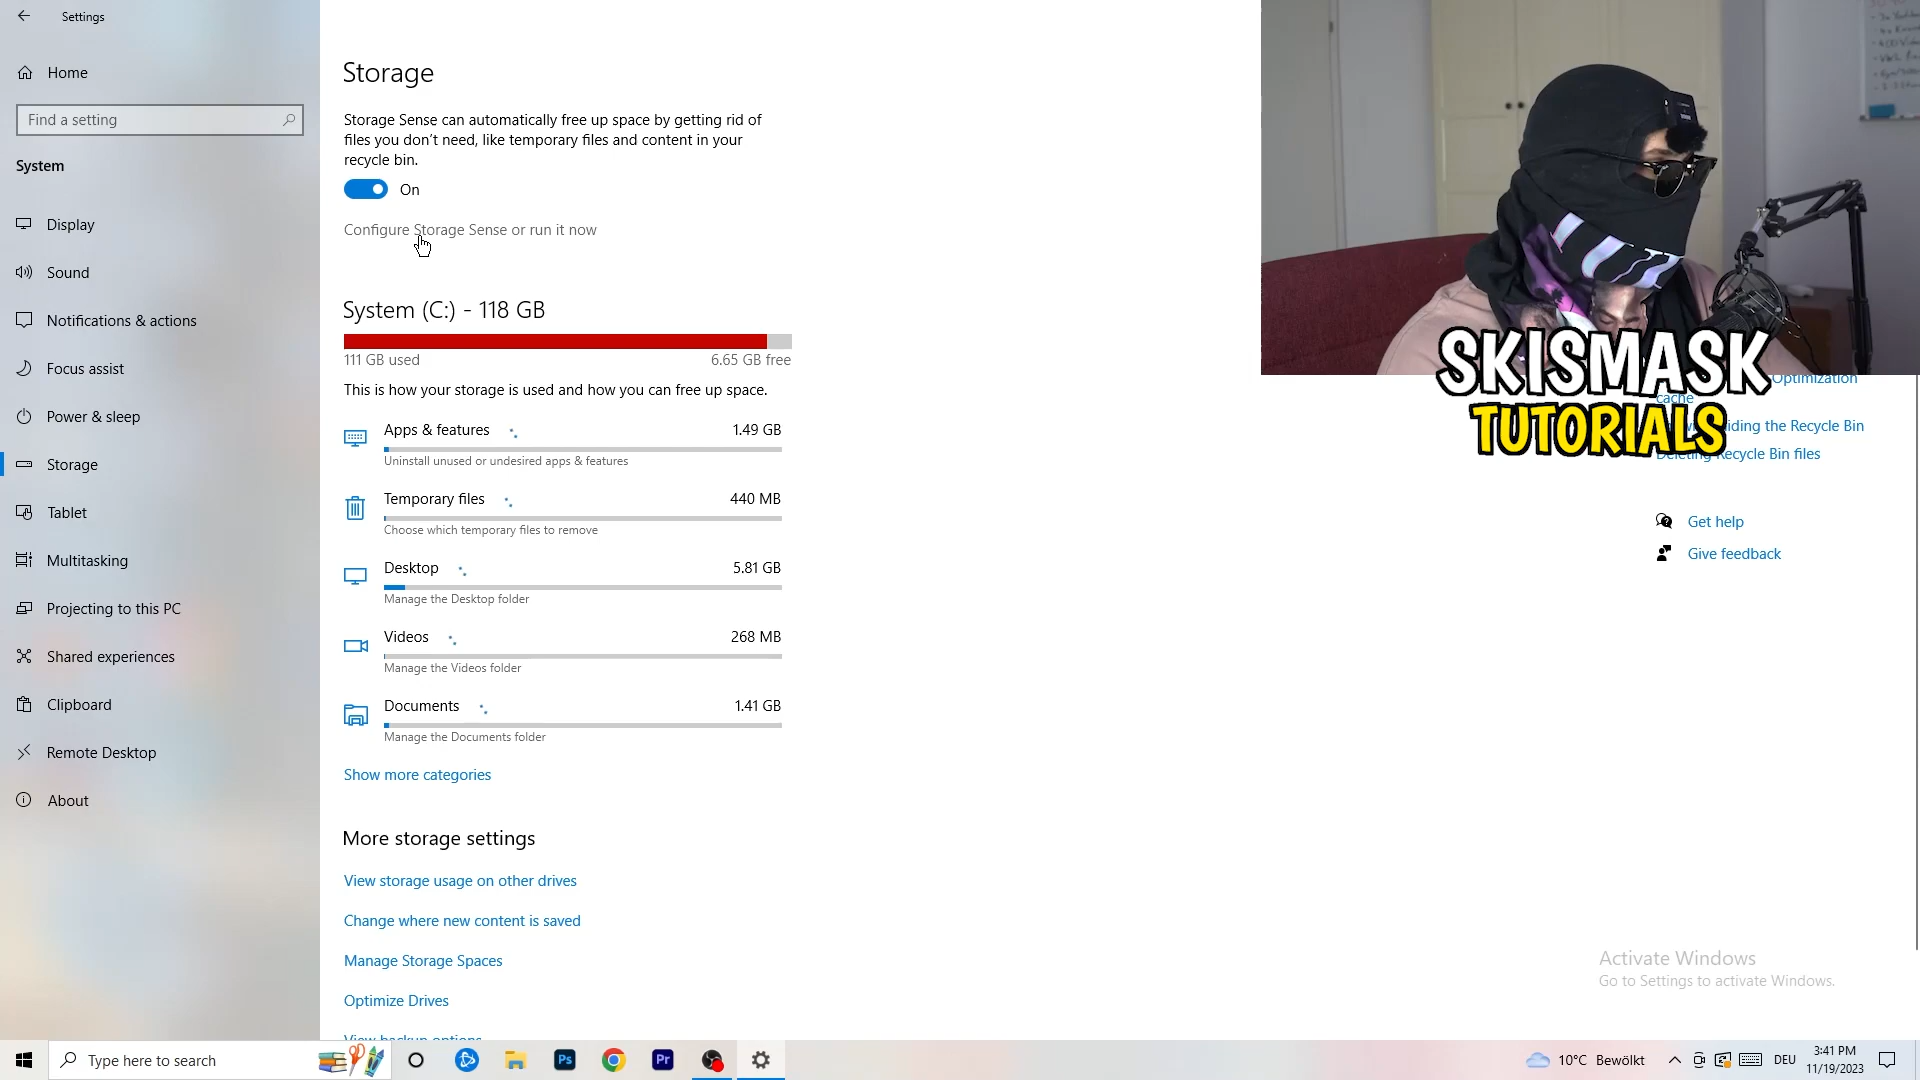 Settings
Home
Find a setting
System
Display
Sound
Notifications & actions
Focus assist
Power & sleep
Storage
Tablet
Multitasking
Projecting to this PC
Shared experiences
Clipboard
Remote Desktop
About
Storage
Storage Sense can automatically free up space by getting rid of
files you don't need, like temporary files and content in your
recycle bin.
On
Configure Storage Sense or run it now
System (C:) - 118 GB
111 GB used
6.65 GB free
This is how your storage is used and how you can free up space.
Apps & features
1.49 GB
Uninstall unused or undesired apps & features
Temporary files
440 MB
Choose which temporary files to remove
Desktop
5.81 GB
Manage the Desktop folder
Videos
268 MB
Manage the Videos folder
Documents
1.41 GB
Manage the Documents folder
Show more categories
More storage settings
View storage usage on other drives
Change where new content is saved
Manage Storage Spaces
Optimize Drives
View backup options
SKISMASK
TUTORIALS
Optimization
cache
the Recycle Bin
Deleting Recycle Bin files
Get help
Give feedback
Activate Windows
Go to Settings to activate Windows.
Type here to search
Ps
Pr
10°C Bewölkt
DEU
3:41 PM
11/19/2023